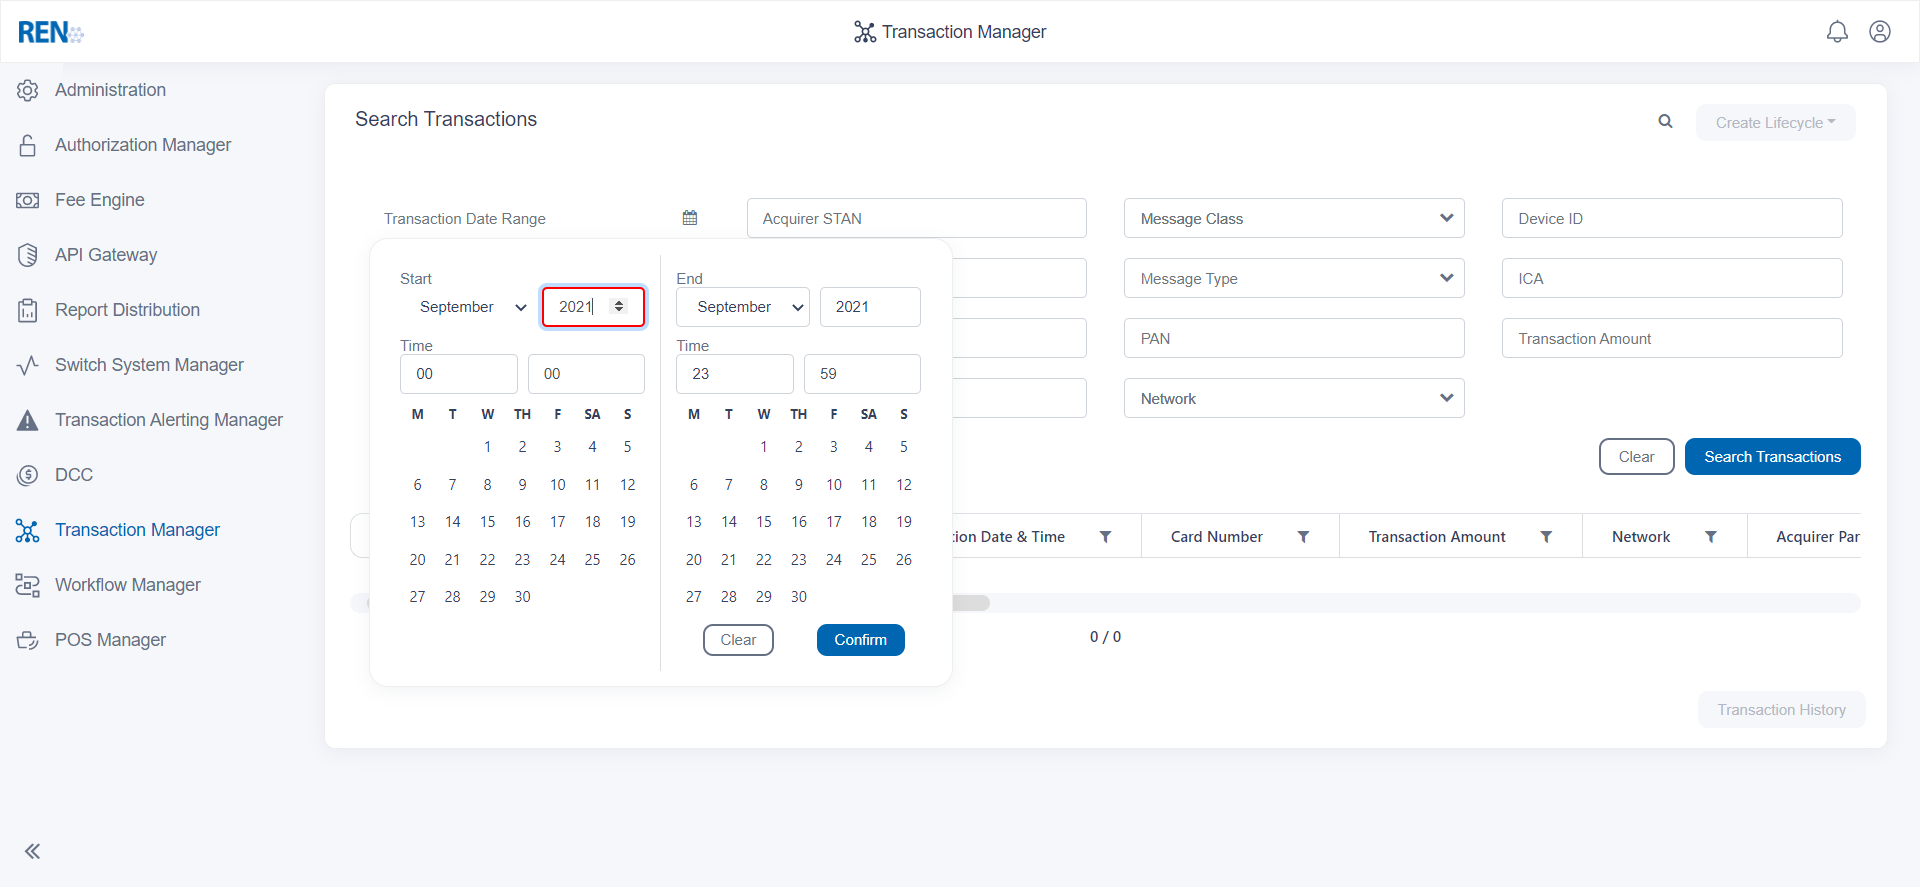 REN
Transaction Manager
Administration
Authorization Manager
Fee Engine
API Gateway
Report Distribution
Switch System Manager
Transaction Alerting Manager
DCC
Transaction Manager
Workflow Manager
POS Manager
Search Transactions
Create Lifecycle
Transaction Date Range
Acquirer STAN
Message Class
Device ID
Message Type
ICA
PAN
Transaction Amount
Network
Clear
Search Transactions
Start
September
2021
Time
00 00
M T W TH F SA S
1 2 3 4 5
6 7 8 9 10 11 12
13 14 15 16 17 18 19
20 21 22 23 24 25 26
27 28 29 30
End
September
2021
Time
23 59
M T W TH F SA S
1 2 3 4 5
6 7 8 9 10 11 12
13 14 15 16 17 18 19
20 21 22 23 24 25 26
27 28 29 30
Clear
Confirm
tion Date & Time
Card Number
Transaction Amount
Network
Acquirer Par
0 / 0
Transaction History